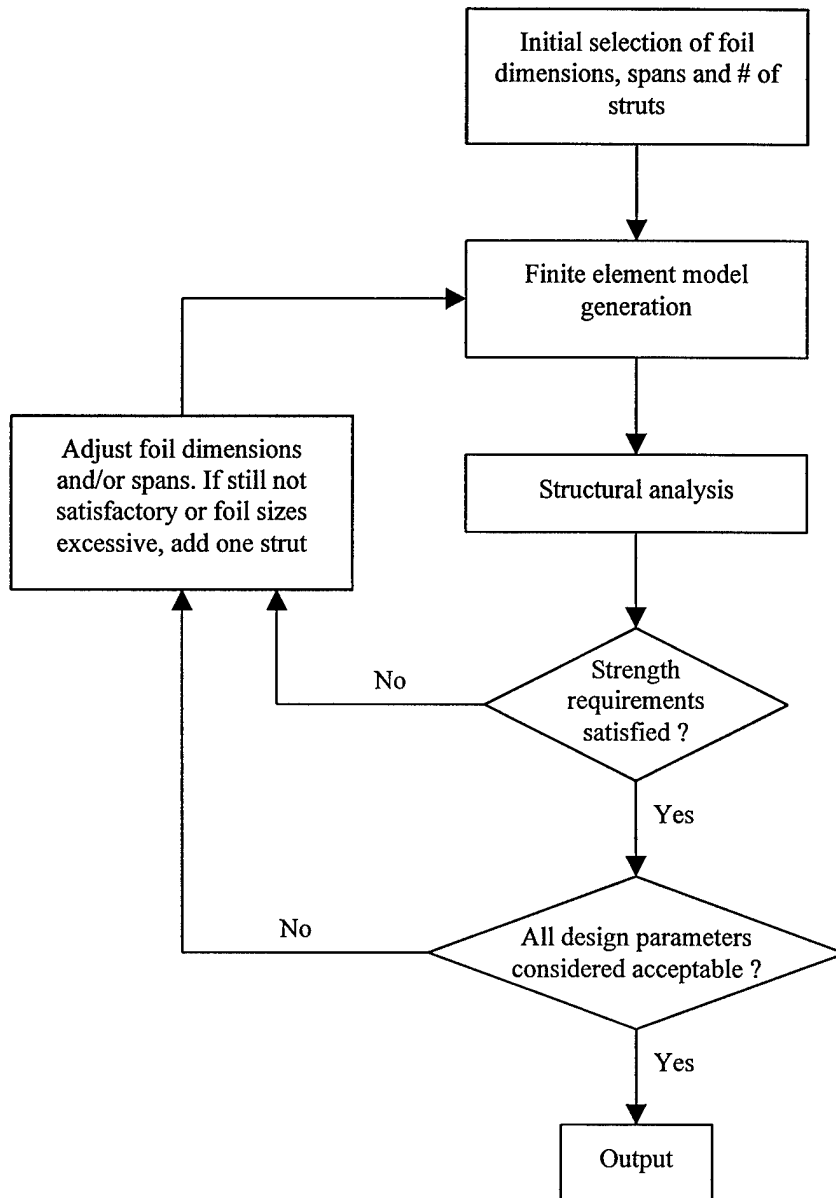 Initial selection of foil
dimensions, spans and # of
struts
Finite element model
generation
Adjust foil dimensions
and/or spans. If still not
satisfactory or foil sizes
excessive, add one strut
Structural analysis
No
Strength
requirements
satisfied ?
Yes
No
All design parameters
considered acceptable ?
Yes
Output